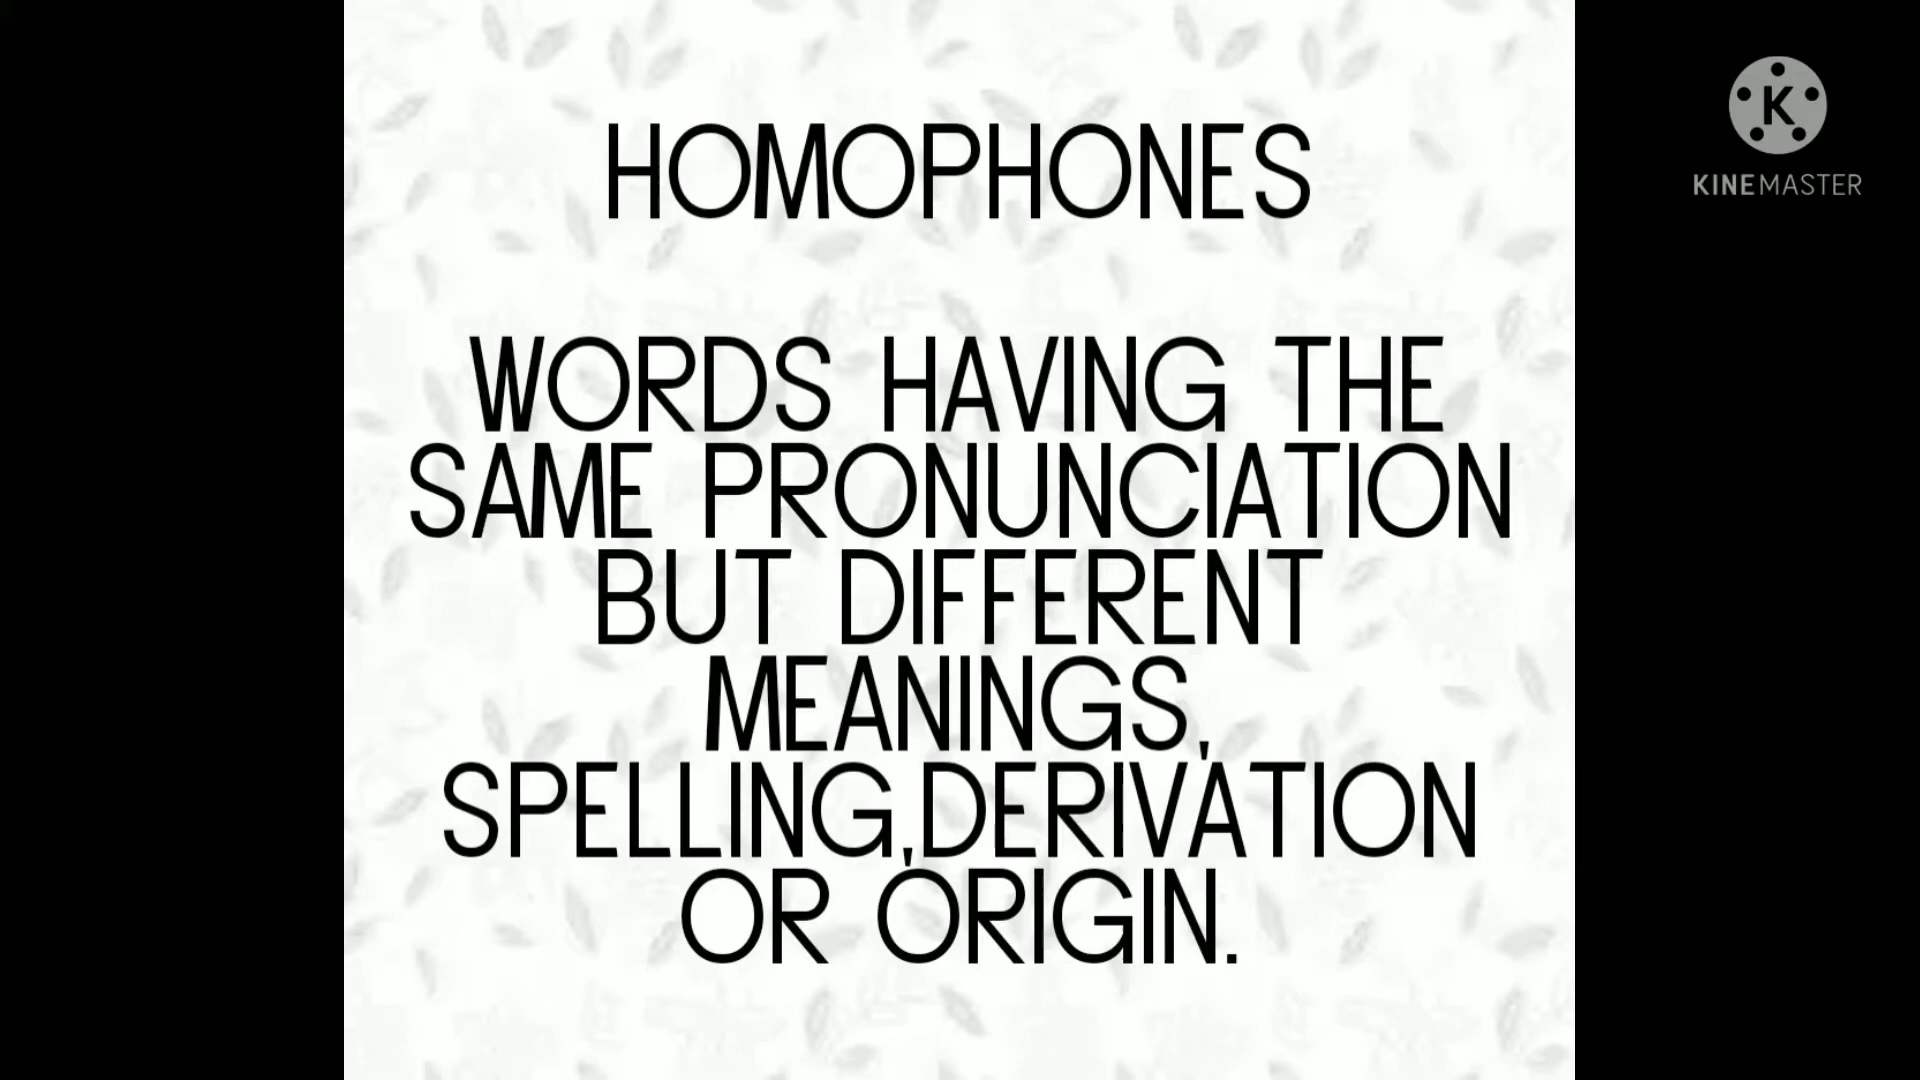 HOMOPHONES
WORDS HAVING THE
SAME PRONUNCIATION
BUT DIFFERENT
MEANINGS,
SPELLING,DERIVATION
OR ORIGIN.
K
KINEMASTER